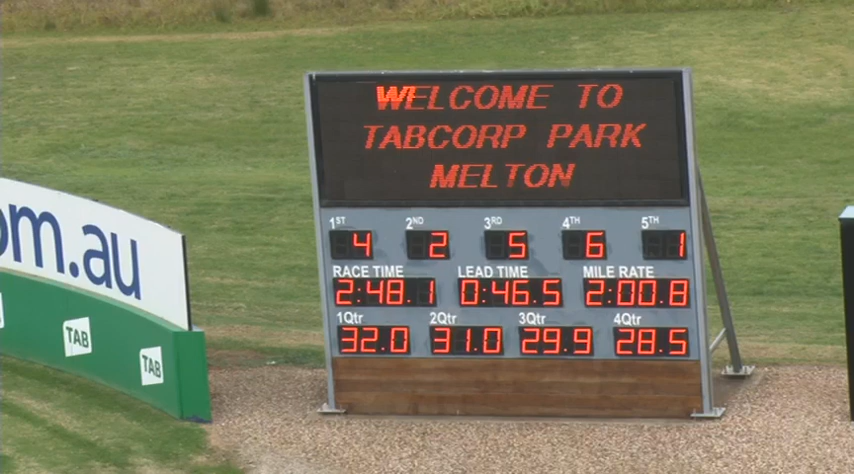 WELCOME TO
TABCORP PARK
MELTON
1ST 2ND 3RD 4TH 5TH
4 2 5 6 1
RACE TIME LEAD TIME MILE RATE
2:48.1 0:46.5 2:00.8
1Qtr 2Qtr 3Qtr 4Qtr
32.0 31.0 29.9 28.5
om.au
TAB
TAB